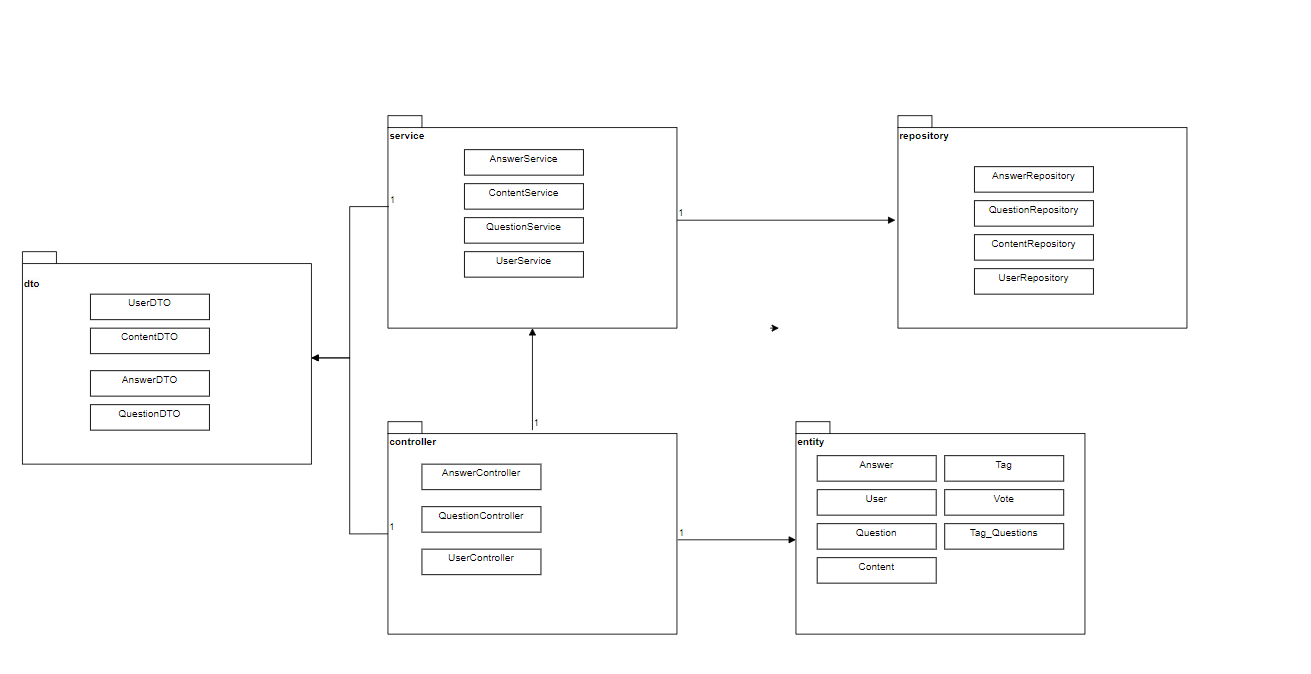 service
AnswerService
ContentService
QuestionService
UserService
1
1
repository
AnswerRepository
QuestionRepository
ContentRepository
UserRepository
dto
UserDTO
ContentDTO
AnswerDTO
QuestionDTO
1
controller
AnswerController
QuestionController
UserController
1
1
entity
Answer
Tag
User
Vote
Question
Tag_Questions
Content